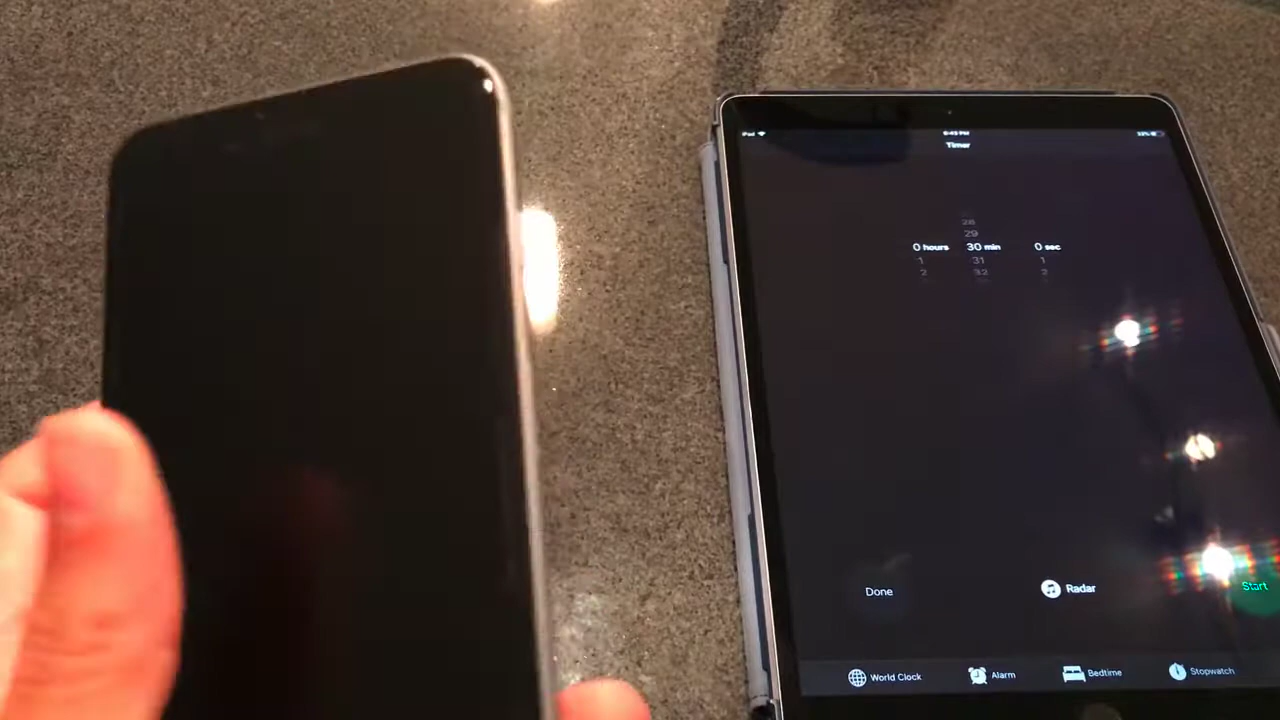 iPad
Timer
28
29
0 hours 30 min 0 sec
1 31 1
2 32 2
Done Radar Start
World Clock Alarm Bedtime Stopwatch